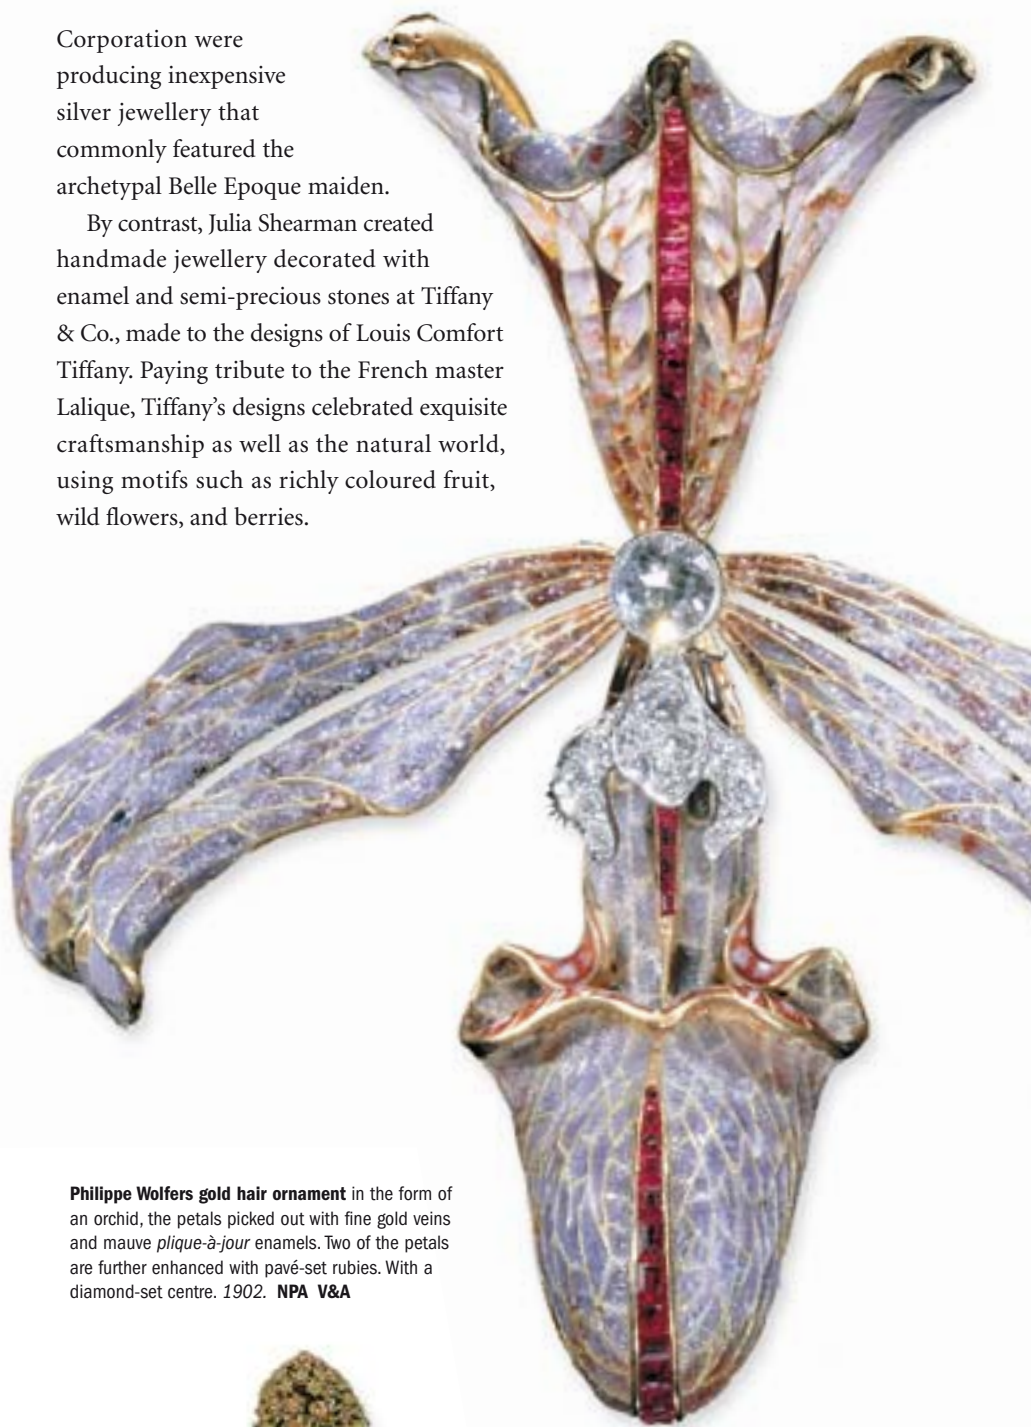 Corporation were
producing inexpensive
silver jewellery that
commonly featured the
archetypal Belle Epoque maiden.
By contrast, Julia Shearman created
handmade jewellery decorated with
enamel and semi-precious stones at Tiffany
& Co., made to the designs of Louis Comfort
Tiffany. Paying tribute to the French master
Lalique, Tiffany’s designs celebrated exquisite
craftsmanship as well as the natural world,
using motifs such as richly coloured fruit,
wild flowers, and berries.
Philippe Wolfers gold hair ornament in the form of
an orchid, the petals picked out with fine gold veins
and mauve plique-à-jour enamels. Two of the petals
are further enhanced with pavé-set rubies. With a
diamond-set centre. 1902. NPA V&A